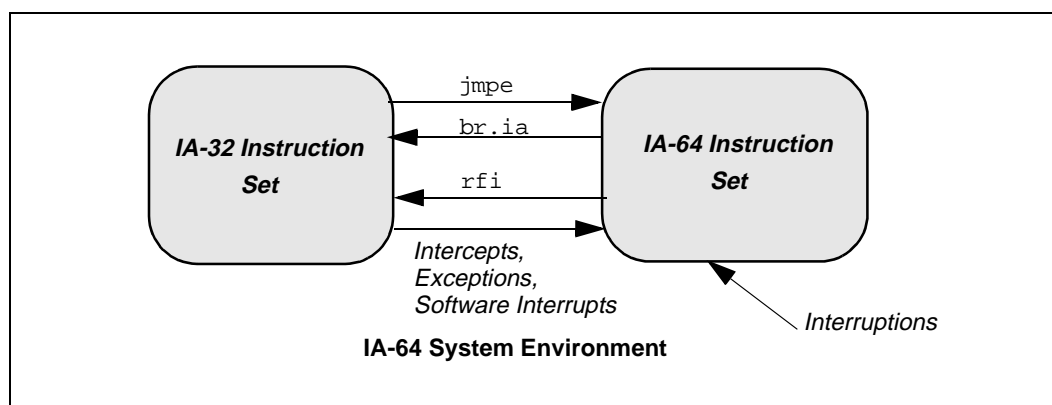 jmpe
br.ia
IA-32 Instruction
Set
IA-64 Instruction
Set
rfi
Intercepts,
Exceptions,
Software Interrupts
Interruptions
IA-64 System Environment